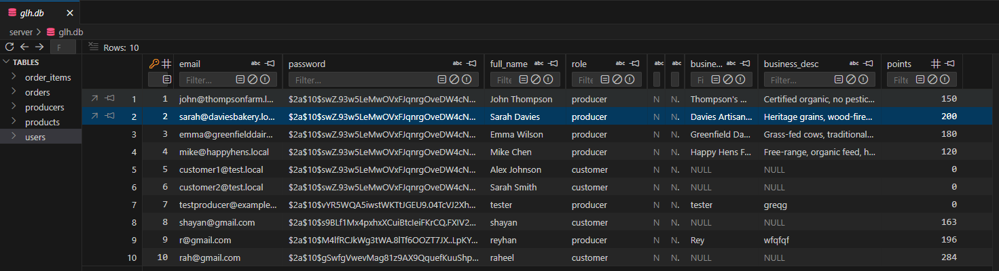 glh.db
server > glh.db
F Rows: 10
TABLES
order_items
orders
producers
products
users
email abc password abc full_name abc role abc abc abc busine... abc business_desc abc points
Filter... Filter... Filte Filter... Fi Filter... Filte
1 1 john@thompsonfarm.l... $2a$10$swZ.93w5LeMwOVxFJqnrgOveDW4cN... John Thompson producer N N. Thompson's ... Certified organic, no pestic... 150
2 2 sarah@daviesbakery.lo... $2a$10$swZ.93w5LeMwOVxFJqnrgOveDW4cN... Sarah Davies producer N N. Davies Artisan... Heritage grains, wood-fire... 200
3 3 emma@greenfielddair... $2a$10$swZ.93w5LeMwOVxFJqnrgOveDW4cN... Emma Wilson producer N N. Greenfield Da... Grass-fed cows, traditional... 180
4 4 mike@happyhens.local $2a$10$swZ.93w5LeMwOVxFJqnrgOveDW4cN... Mike Chen producer N N. Happy Hens F... Free-range, organic feed, h... 120
5 5 customer1@test.local $2a$10$swZ.93w5LeMwOVxFJqnrgOveDW4cN... Alex Johnson customer N N. NULL NULL 0
6 6 customer2@test.local $2a$10$swZ.93w5LeMwOVxFJqnrgOveDW4cN... Sarah Smith customer N N. NULL NULL 0
7 7 testproducer@example... $2a$10$vYR5WQA5iwstWKTtJGEU9.04TcVJ2Xh... tester producer N N. tester greqg 0
8 8 shayan@gmail.com $2a$10$s9BLf1Mx4pxhxXCuiBtcIeiFKrCQ.FXIV2... shayan customer N N. NULL NULL 163
9 9 r@gmail.com $2a$10$M4lfRCJkWg3tWA.8lTf6OOZT7JX..LpKY... reyhan producer N N. Rey wfqfqf 196
10 10 rah@gmail.com $2a$10$gSwfgVwevMag81z9AX9QquefKuuShp... raheel customer N N. NULL NULL 284